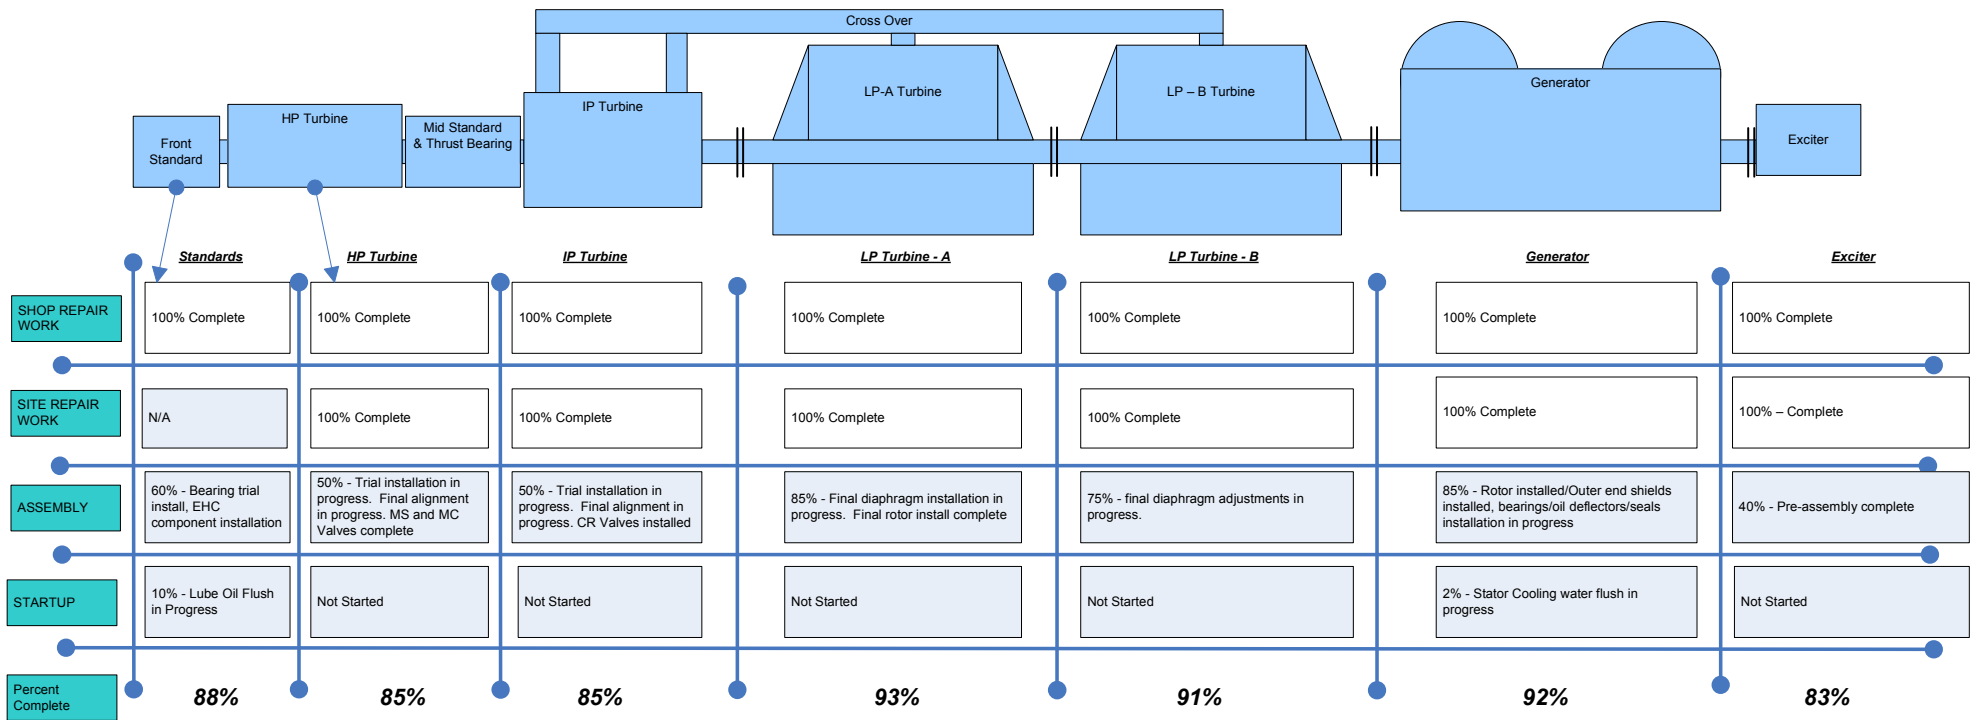 Cross Over
Front
Standard
HP Turbine
Mid Standard
& Thrust Bearing
IP Turbine
LP-A Turbine
LP – B Turbine
Generator
Exciter
Standards
HP Turbine
IP Turbine
LP Turbine - A
LP Turbine - B
Generator
Exciter
SHOP REPAIR
WORK
100% Complete
100% Complete
100% Complete
100% Complete
100% Complete
100% Complete
100% Complete
SITE REPAIR
WORK
N/A
100% Complete
100% Complete
100% Complete
100% Complete
100% Complete
100% – Complete
ASSEMBLY
60% - Bearing trial
install, EHC
component installation
50% - Trial installation in
progress.  Final alignment
in progress. MS and MC
Valves complete
50% - Trial installation in
progress.  Final alignment in
progress. CR Valves installed
85% - Final diaphragm installation in
progress.  Final rotor install complete
75% - final diaphragm adjustments in
progress.
85% - Rotor installed/Outer end shields
installed, bearings/oil deflectors/seals
installation in progress
40% - Pre-assembly complete
STARTUP
10% - Lube Oil Flush
in Progress
Not Started
Not Started
Not Started
Not Started
2% - Stator Cooling water flush in
progress
Not Started
Percent
Complete
88%
85%
85%
93%
91%
92%
83%